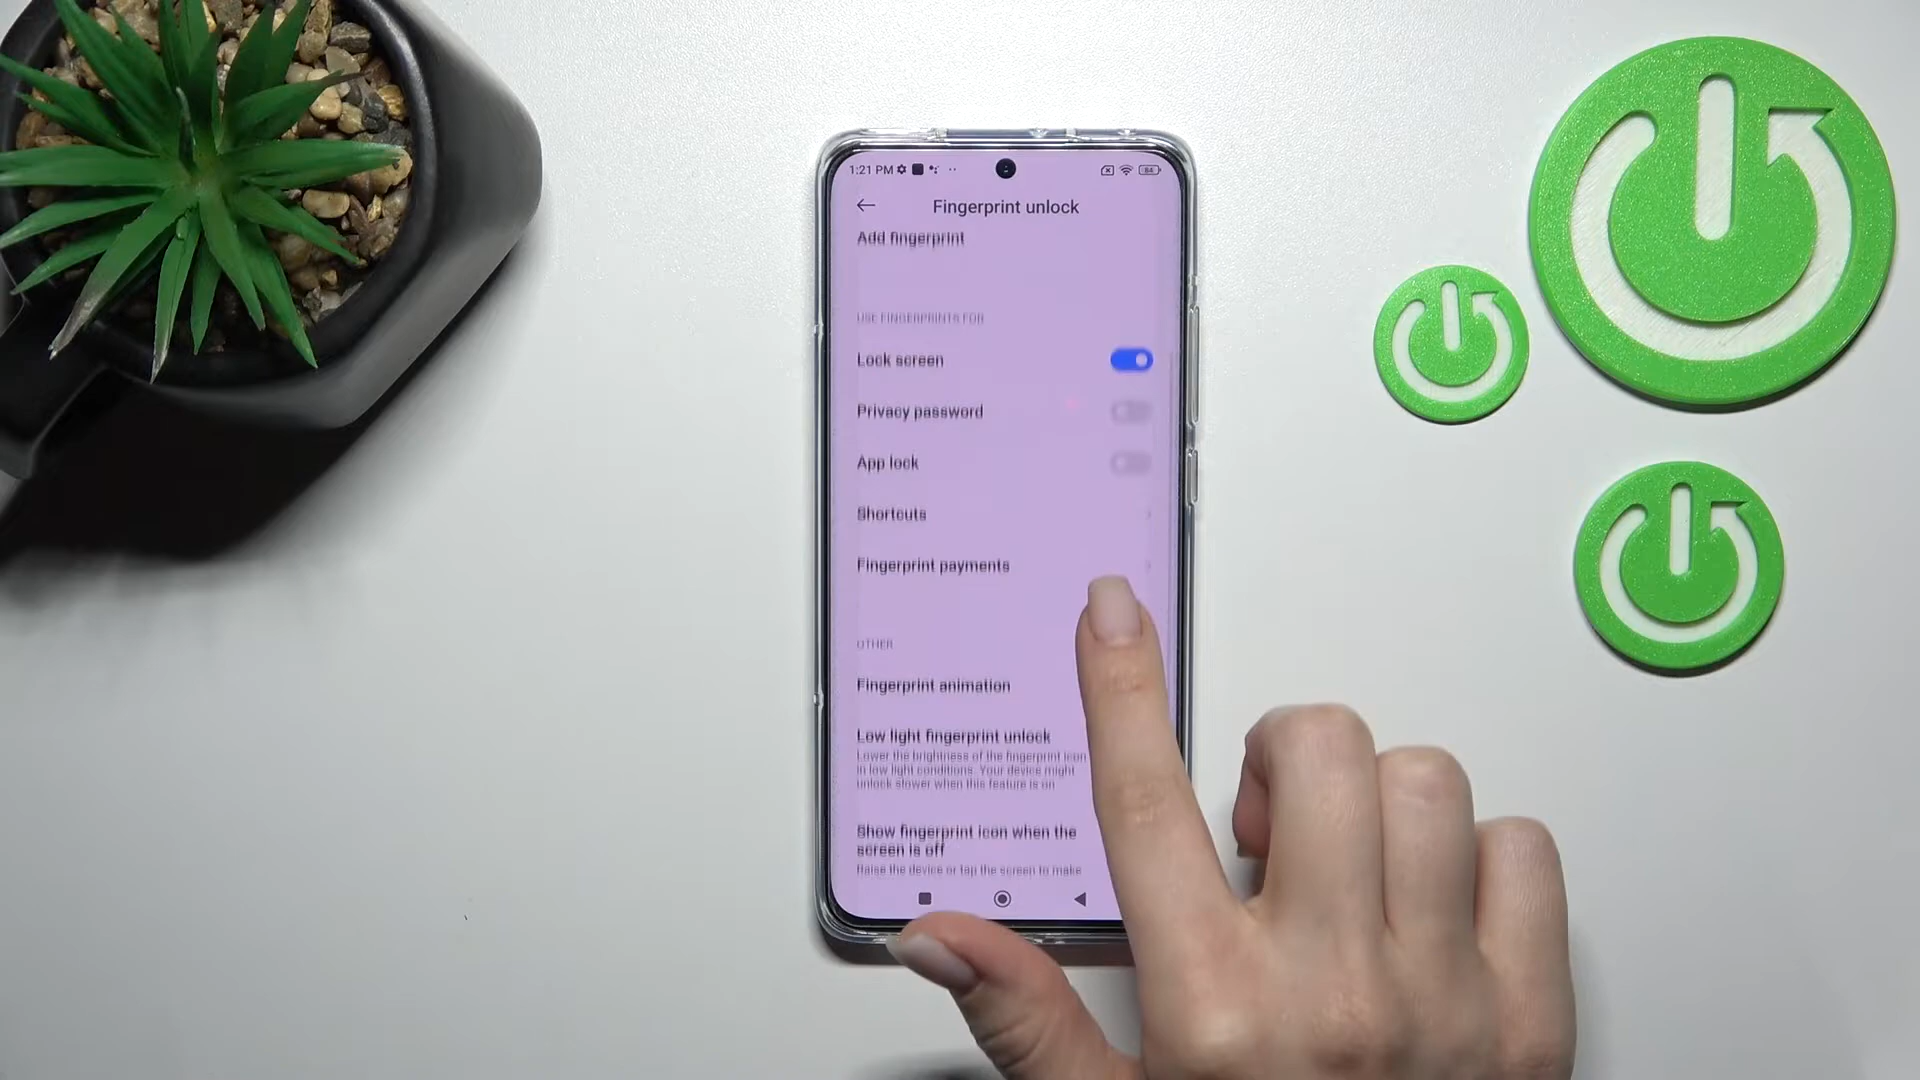 1:21 PM
84
Fingerprint unlock
Add fingerprint
USE FINGERPRINTS FOR
Lock screen
Privacy password
App lock
Shortcuts
Fingerprint payments
OTHER
Fingerprint animation
Low light fingerprint unlock
Lower the brightness of the fingerprint icon
in low light conditions. Your device might
unlock slower when this feature is on
Show fingerprint icon when the
screen is off
Raise the device or tap the screen to make